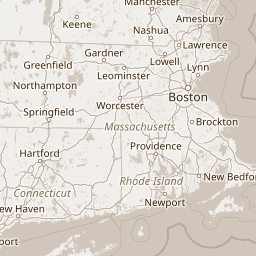 Manchester
Amesbury
Keene
Nashua
Lawrence
Gardner
Lowell
Greenfield
Lynn
Leominster
Northampton
Boston
Worcester
Springfield
Brockton
Massachusetts
Hartford
Providence
New Bedfor
Rhode Island
Connecticut
Newport
ew Haven
port